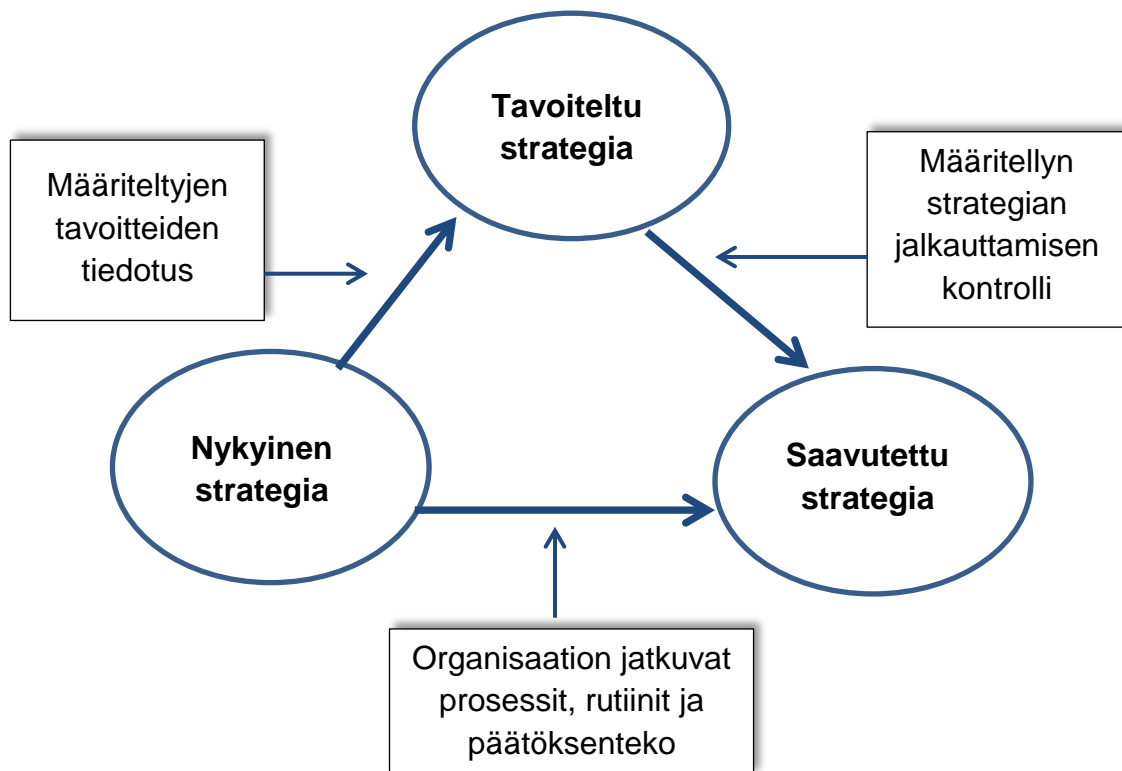 Tavoiteltu
strategia
Määriteltyjen
tavoitteiden
tiedotus
Määritellyn
strategian
jalkauttamisen
kontrolli
Nykyinen
strategia
Saavutettu
strategia
Organisaation jatkuvat
prosessit, rutiinit ja
päätöksenteko